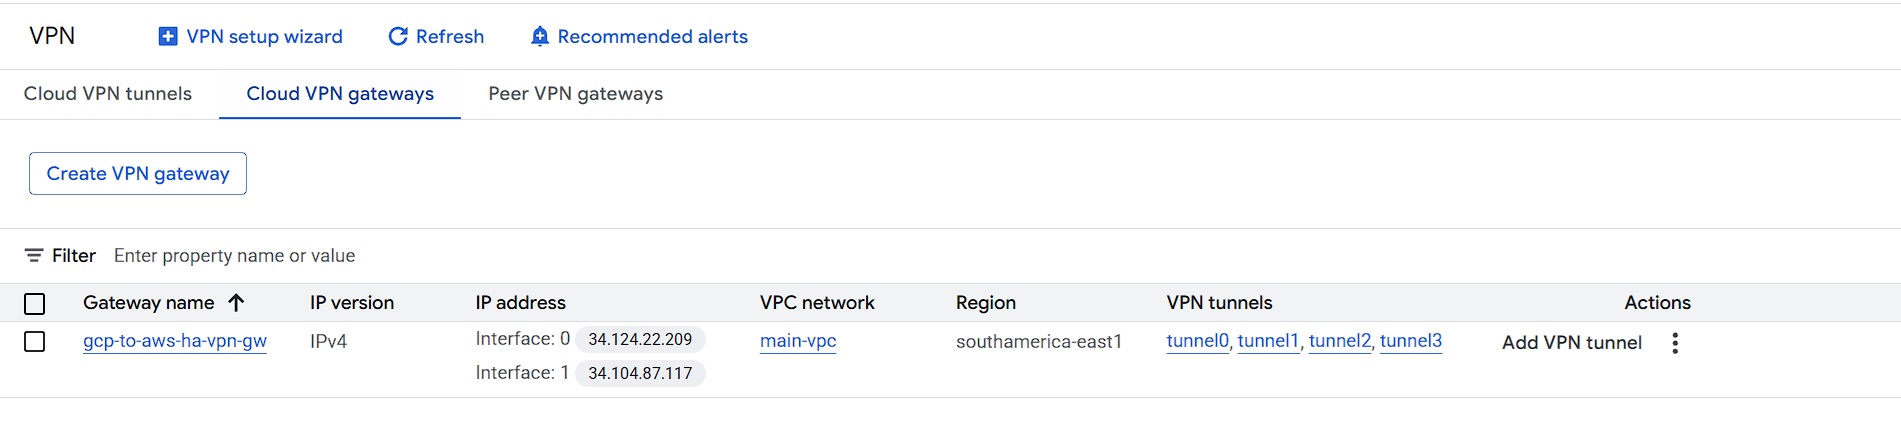 VPN VPN setup wizard Refresh Recommended alerts
Cloud VPN tunnels Cloud VPN gateways Peer VPN gateways
Create VPN gateway
Filter Enter property name or value
Gateway name IP version IP address VPC network Region VPN tunnels Actions
gcp-to-aws-ha-vpn-gw IPv4 Interface: 0 34.124.22.209 main-vpc southamerica-east1 tunnel0, tunnel1, tunnel2, tunnel3 Add VPN tunnel
Interface: 1 34.104.87.117